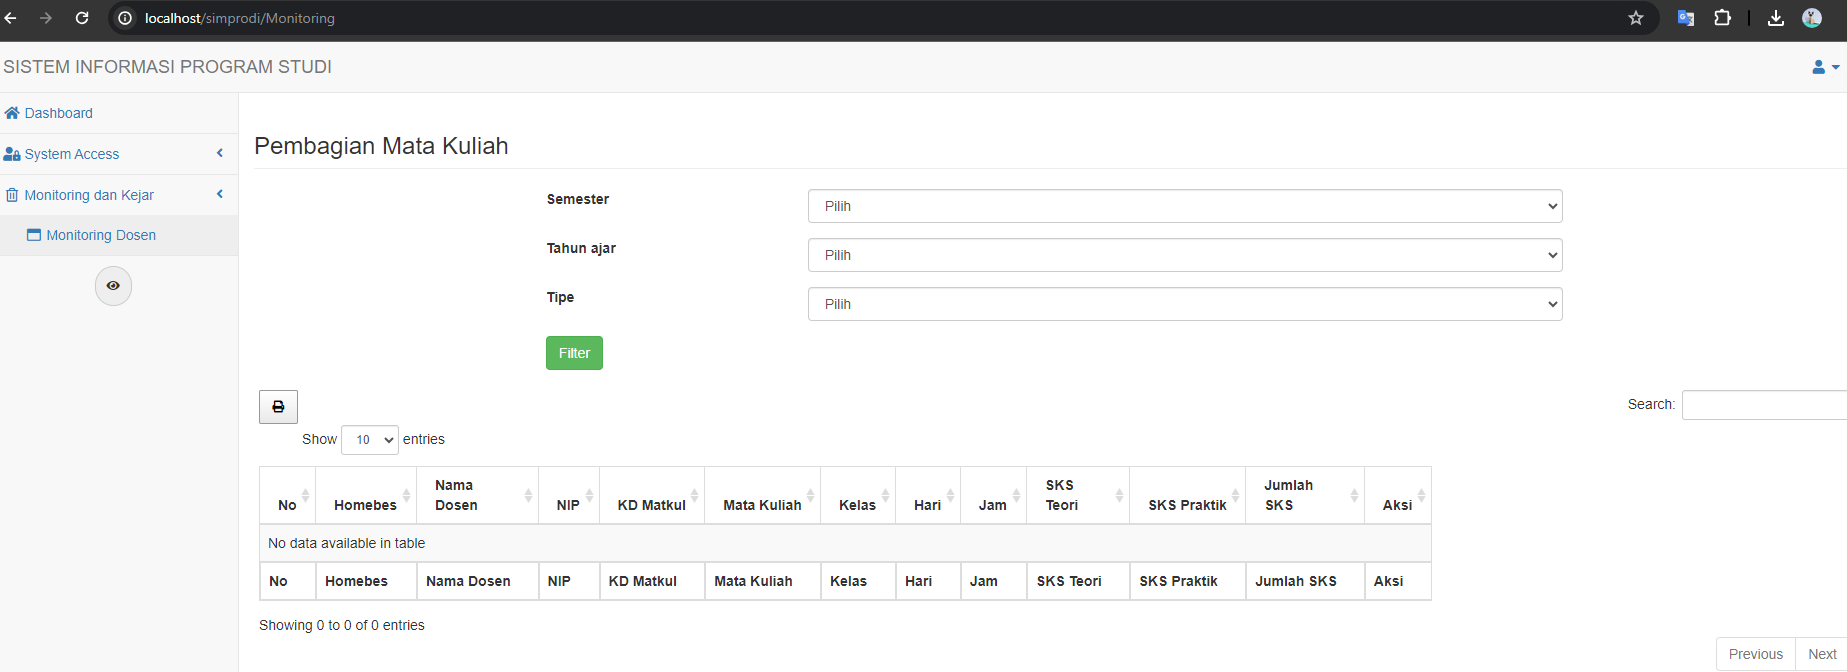 localhost/simprodi/Monitoring
SISTEM INFORMASI PROGRAM STUDI
Dashboard
System Access
Monitoring dan Kejar
Monitoring Dosen
Pembagian Mata Kuliah
Semester Pilih
Tahun ajar Pilih
Tipe Pilih
Filter
Search:
Show 10 entries
No Homebes Nama Dosen NIP KD Matkul Mata Kuliah Kelas Hari Jam SKS Teori SKS Praktik Jumlah SKS Aksi
No data available in table
No Homebes Nama Dosen NIP KD Matkul Mata Kuliah Kelas Hari Jam SKS Teori SKS Praktik Jumlah SKS Aksi
Showing 0 to 0 of 0 entries
Previous Next